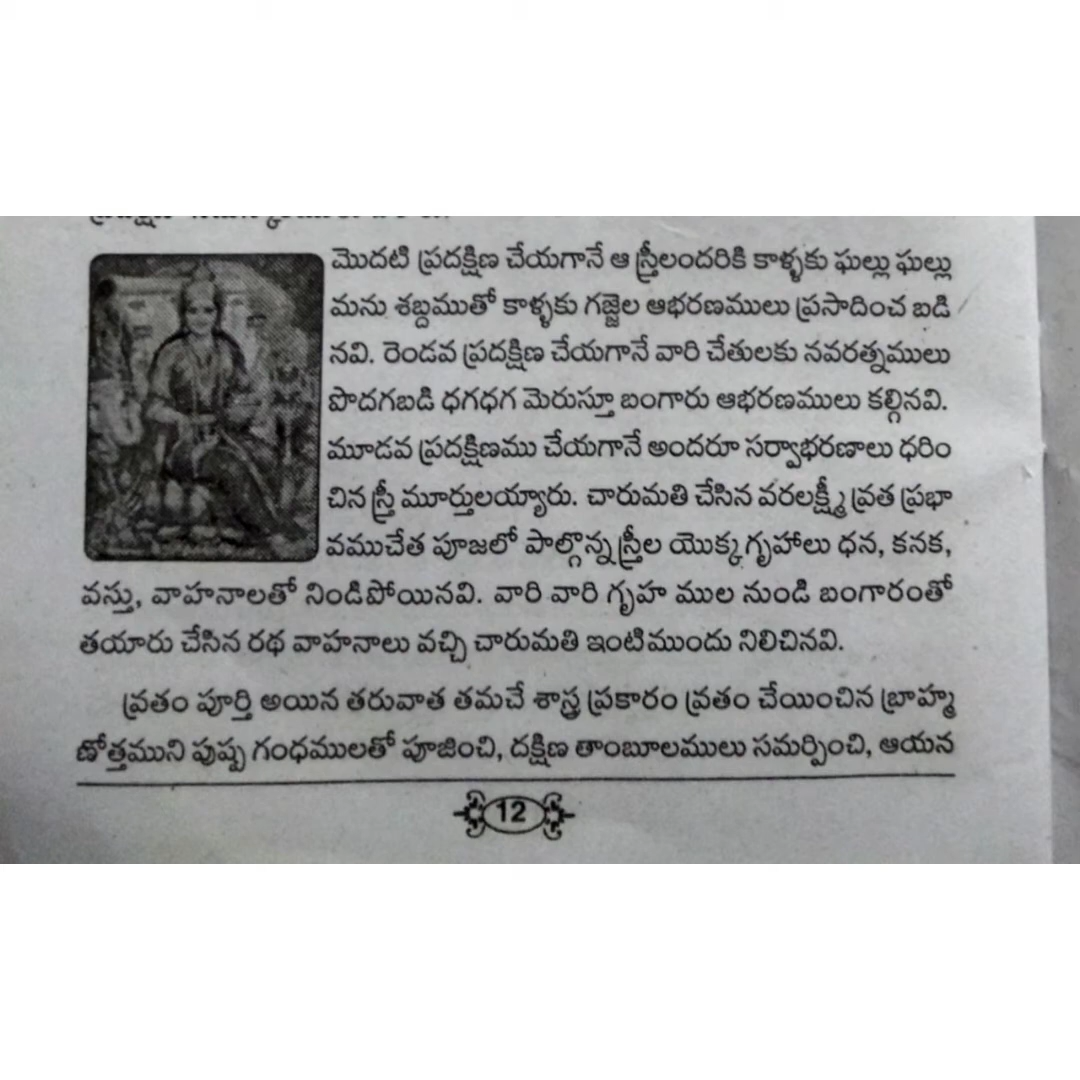 మొదటి ప్రదక్షిణ చేయగానే ఆ స్త్రీలందరికి కాళ్ళకు ఘల్లు ఘల్లు
మను శబ్దముతో కాళ్ళకు గజ్జెల ఆభరణములు ప్రసాదించ బడి
నవి. రెండవ ప్రదక్షిణ చేయగానే వారి చేతులకు నవరత్నములు
పొదగబడి ధగధగ మెరుస్తూ బంగారు ఆభరణములు కల్గినవి.
మూడవ ప్రదక్షిణము చేయగానే అందరూ సర్వాభరణాలు ధరిం
చిన స్త్రీ మూర్తులయ్యారు. చారుమతి చేసిన వరలక్ష్మీ వ్రత ప్రభా
వముచేత పూజలో పాల్గొన్న స్త్రీల యొక్క గృహాలు ధన, కనక,
వస్తు, వాహనాలతో నిండిపోయినవి. వారి వారి గృహ ముల నుండి బంగారంతో
తయారు చేసిన రథ వాహనాలు వచ్చి చారుమతి ఇంటిముందు నిలిచినవి.
వ్రతం పూర్తి అయిన తరువాత తమచే శాస్త్ర ప్రకారం వ్రతం చేయించిన బ్రాహ్మ
ణోత్తముని పుష్ప గంధములతో పూజించి, దక్షిణ తాంబూలములు సమర్పించి, ఆయన
12